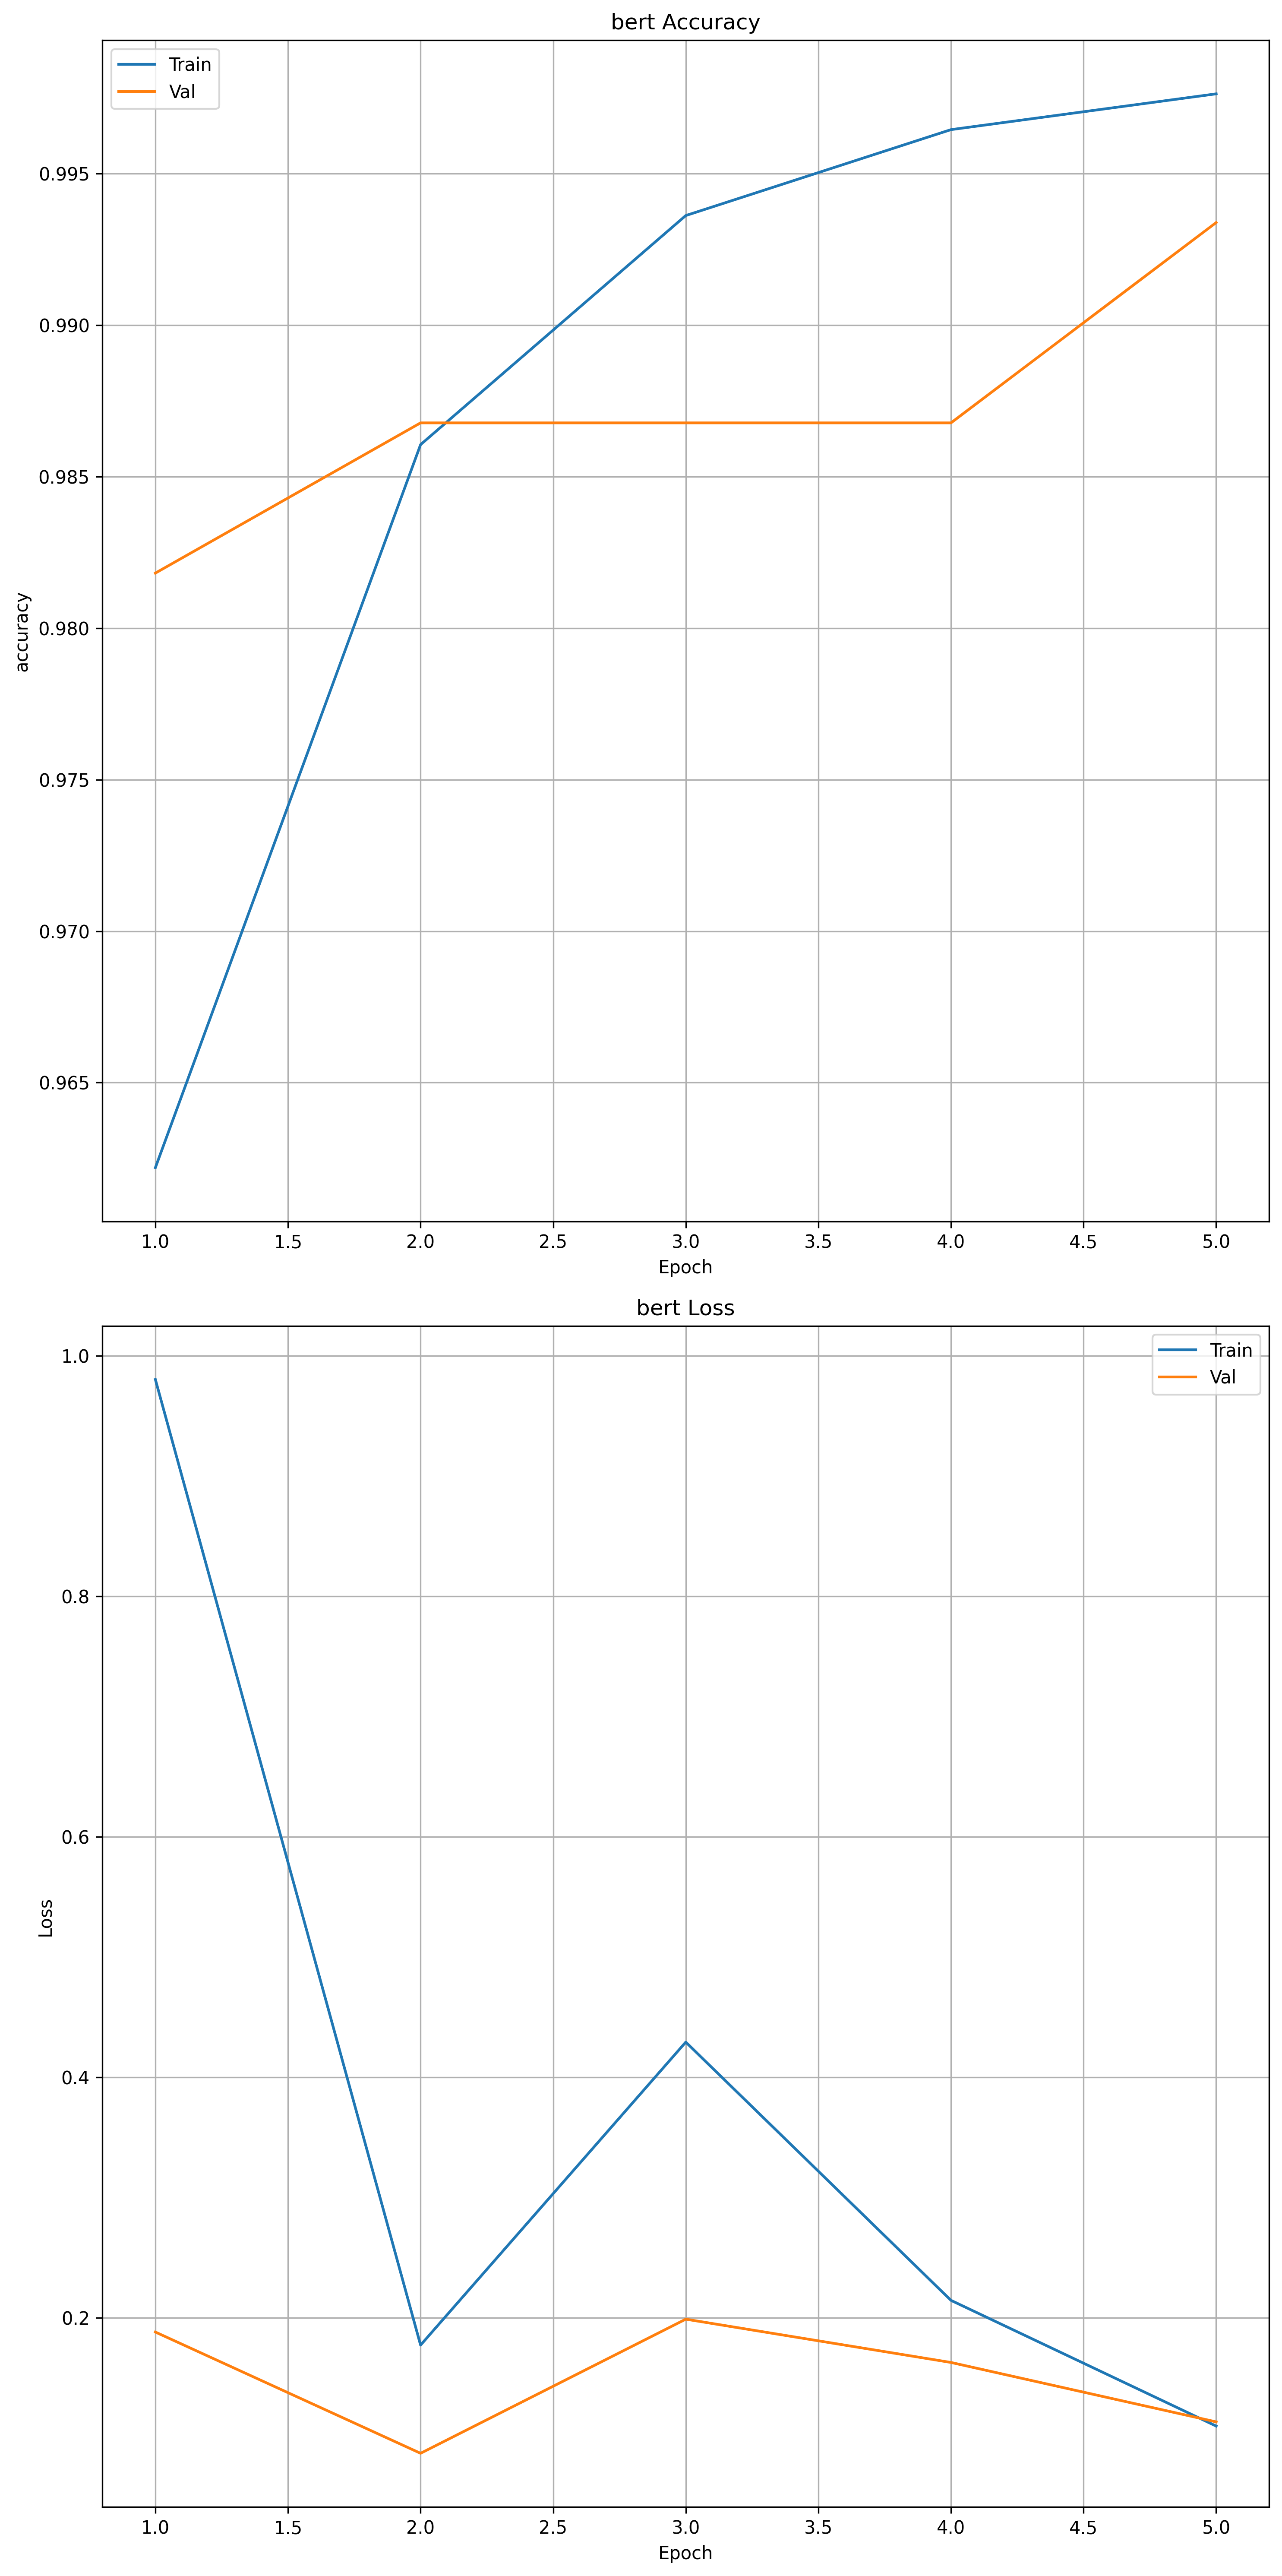 bert Accuracy
Train
Val
0.995
0.990
0.985
0.980
0.975
0.970
0.965
accuracy
1.0 1.5 2.0 2.5 3.0 3.5 4.0 4.5 5.0
Epoch
bert Loss
Train
Val
1.0
0.8
0.6
0.4
0.2
Loss
1.0 1.5 2.0 2.5 3.0 3.5 4.0 4.5 5.0
Epoch